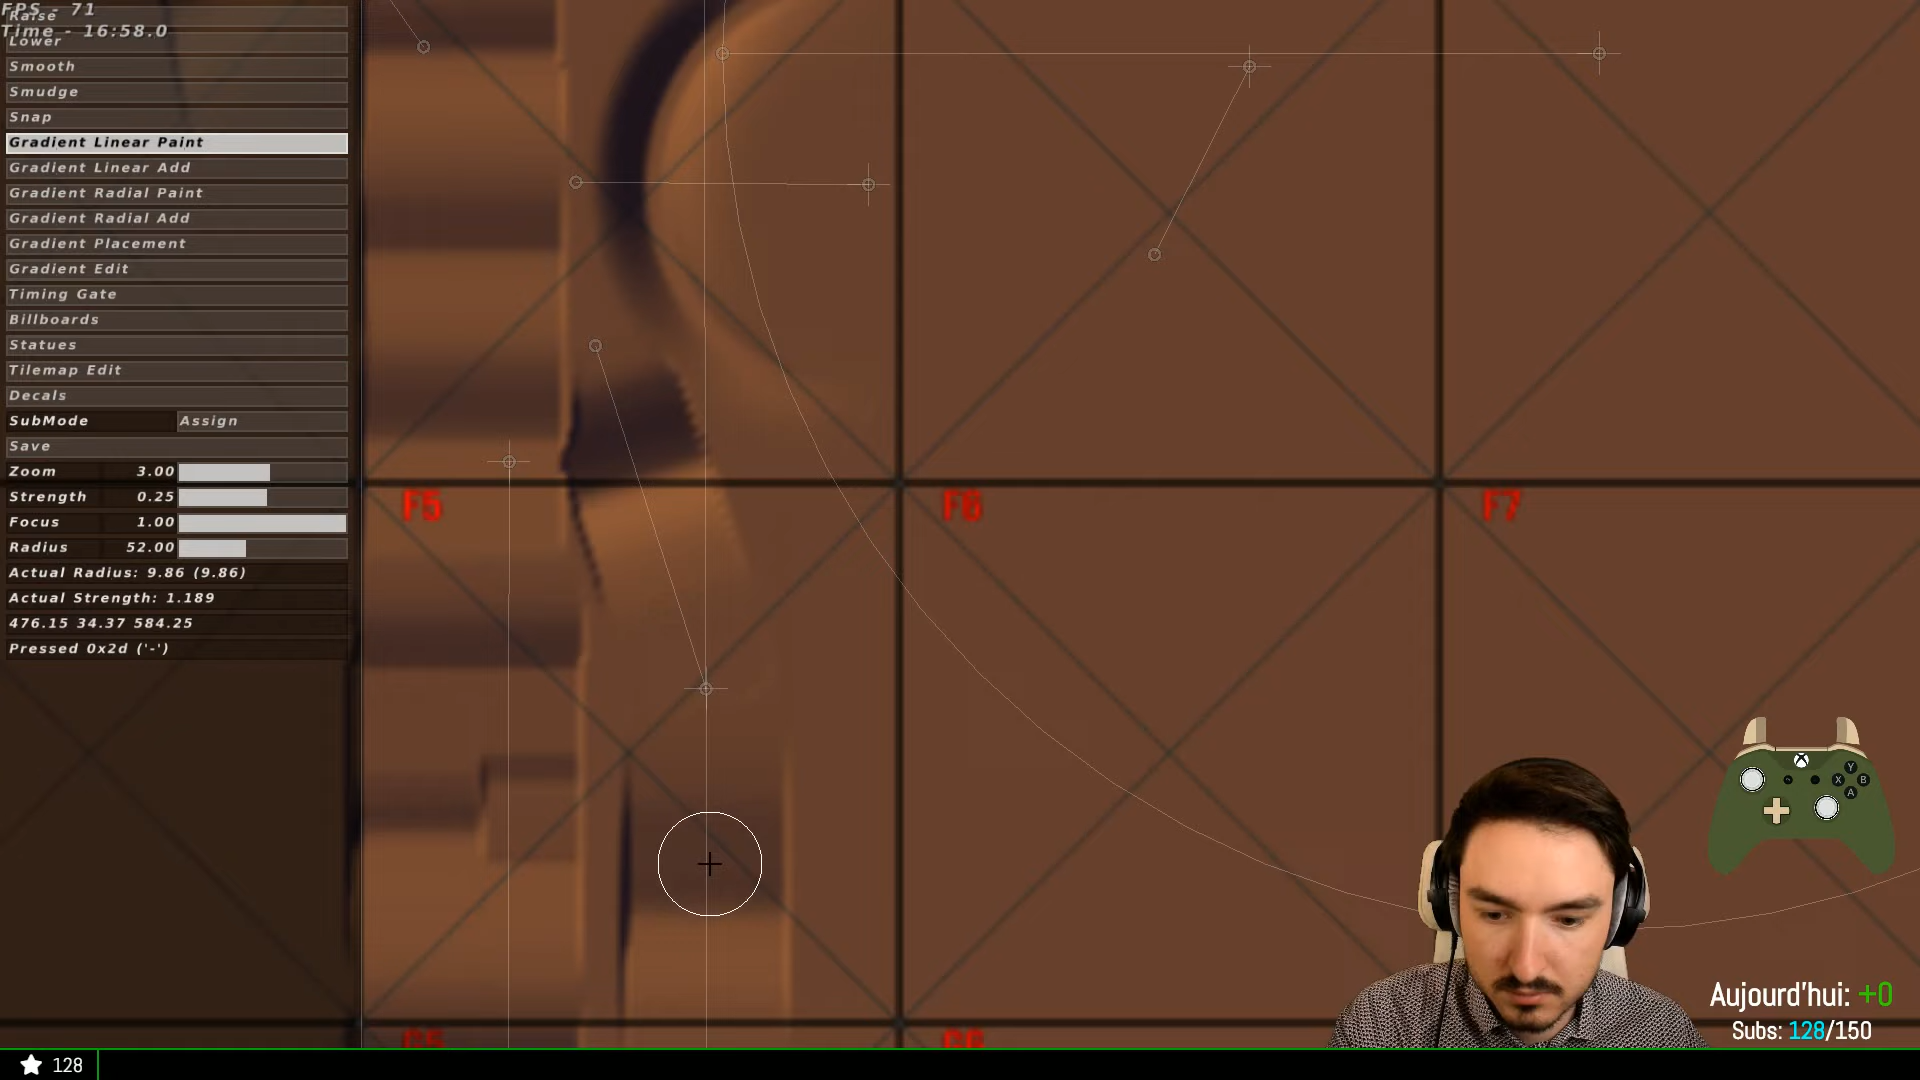 FPS - 71
Raise
Time - 16:58.0
Lower
Smooth
Smudge
Snap
Gradient Linear Paint
Gradient Linear Add
Gradient Radial Paint
Gradient Radial Add
Gradient Placement
Gradient Edit
Timing Gate
Billboards
Statues
Tilemap Edit
Decals
SubMode Assign
Save
Zoom 3.00
Strength 0.25
Focus 1.00
Radius 52.00
Actual Radius: 9.86 (9.86)
Actual Strength: 1.189
476.15 34.37 584.25
Pressed 0x2d ('-')
F5 F6 F7
G5 G6
Y
X B
A
Aujourd'hui: +0
Subs: 128/150
128